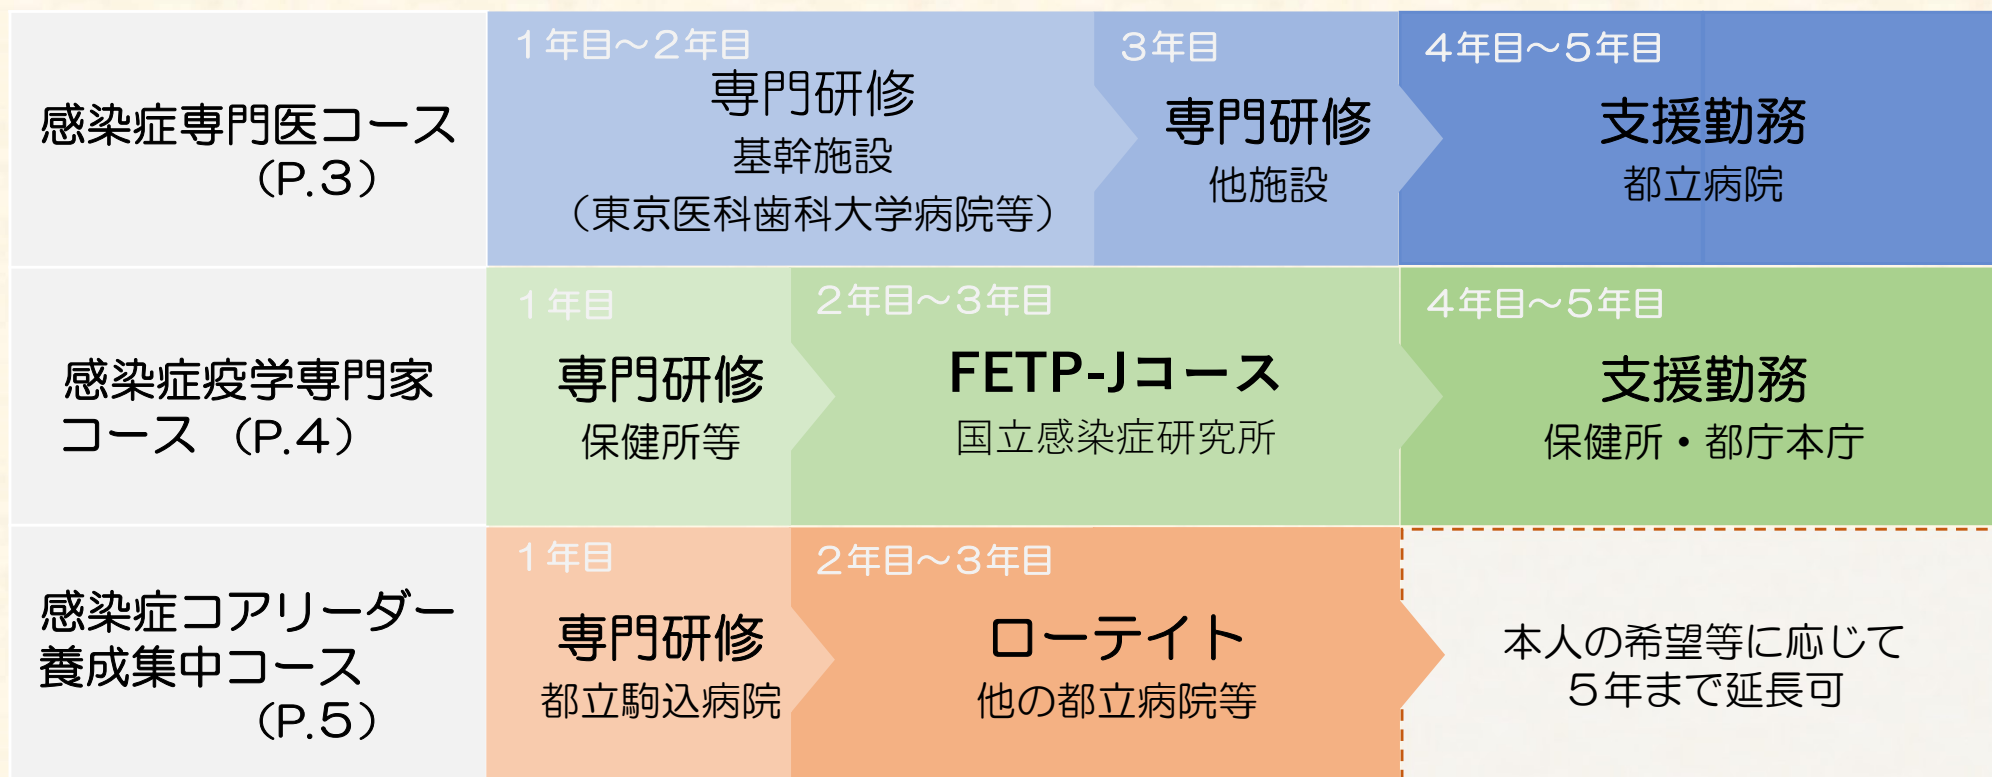 感染症専門医コース
（P.3）
１年目～２年目
専門研修
基幹施設
（東京医科歯科大学病院等）
３年目
専門研修
他施設
４年目～５年目
支援勤務
都立病院
感染症疫学専門家
コース （P.4）
１年目
専門研修
保健所等
２年目～３年目
FETP-Jコース
国立感染症研究所
４年目～５年目
支援勤務
保健所・都庁本庁
感染症コアリーダー
養成集中コース
（P.5）
１年目
専門研修
都立駒込病院
２年目～３年目
ローテイト
他の都立病院等
本人の希望等に応じて
５年まで延長可